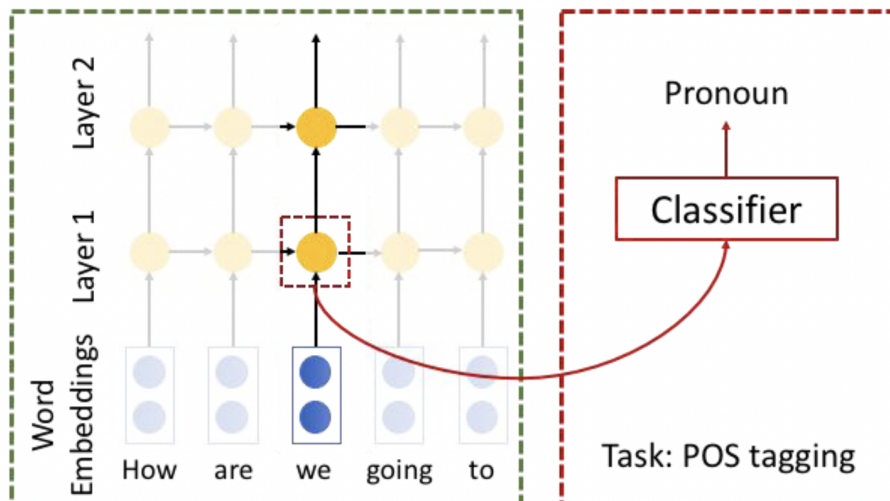 Layer 2
Layer 1
Word
Embeddings
How are we going to
Pronoun
Classifier
Task: POS tagging